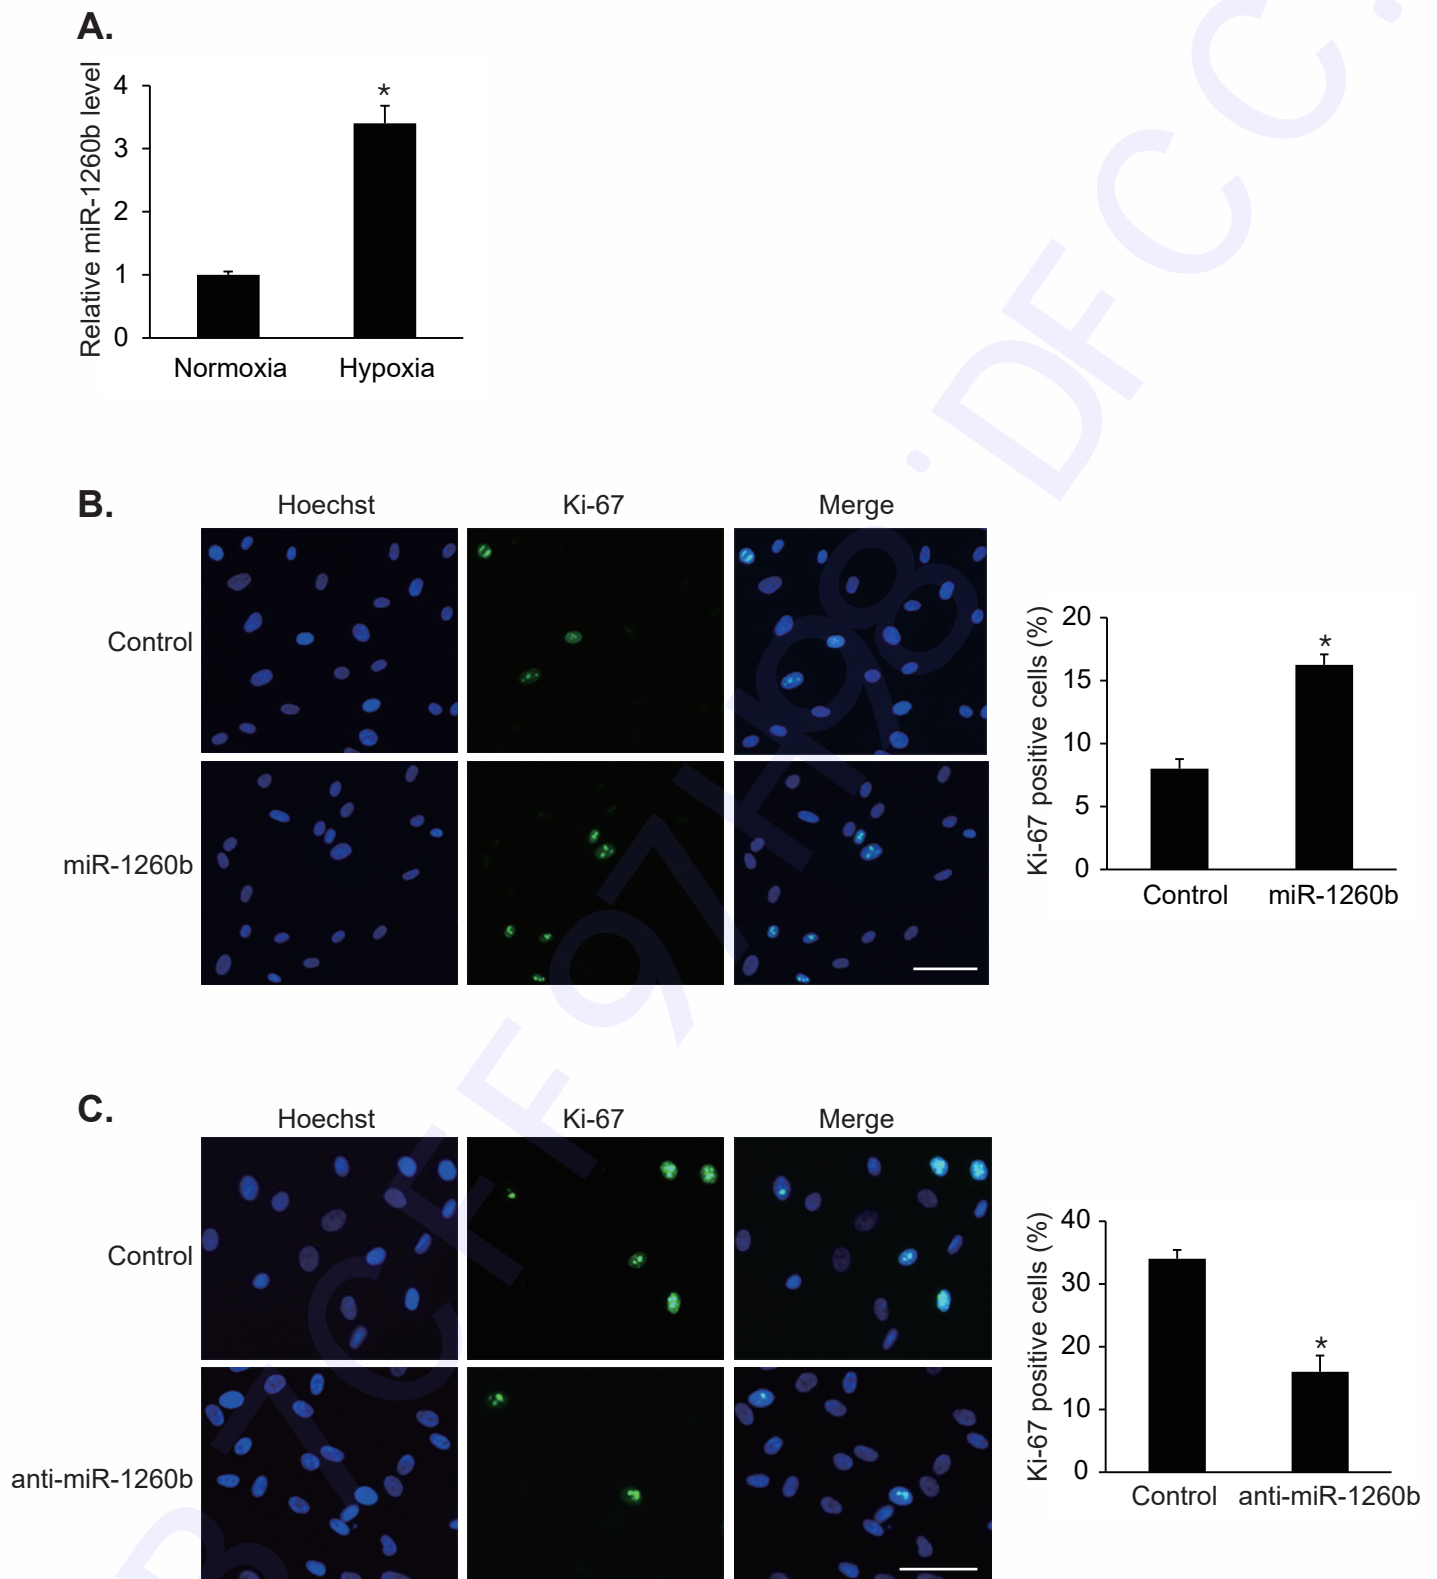 A.
Relative miR-1260b level
4
3
2
1
0
*
Normoxia Hypoxia
B.
Hoechst Ki-67 Merge
Control
miR-1260b
Ki-67 positive cells (%)
20
15
10
5
0
*
Control miR-1260b
C.
Hoechst Ki-67 Merge
Control
anti-miR-1260b
Ki-67 positive cells (%)
40
30
20
10
0
*
Control anti-miR-1260b